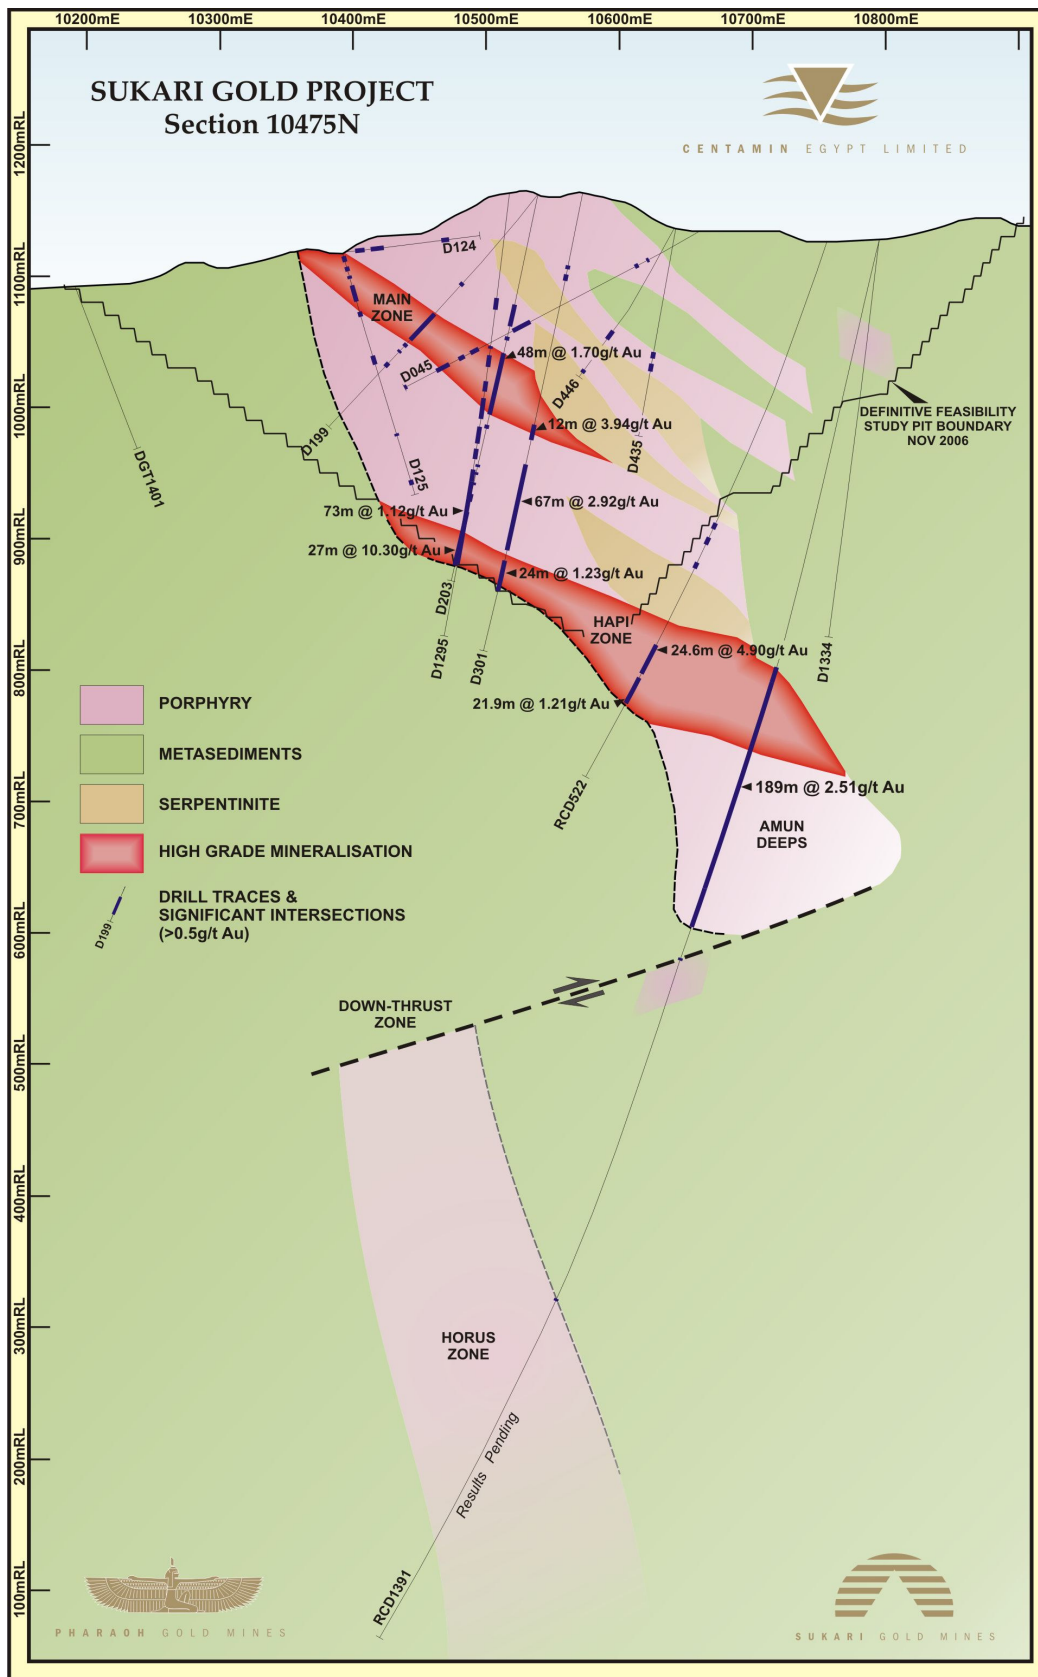 10200mE 10300mE 10400mE 10500mE 10600mE 10700mE 10800mE
SUKARI GOLD PROJECT
Section 10475N
CENTAMIN EGYPT LIMITED
1200mRL
1100mRL
1000mRL
900mRL
800mRL
700mRL
600mRL
500mRL
400mRL
300mRL
200mRL
100mRL
D124
MAIN
ZONE
48m @ 1.70g/t Au
D045
D446
12m @ 3.94g/t Au
DEFINITIVE FEASIBILITY
STUDY PIT BOUNDARY
NOV 2006
D199
D435
DGT1401
D125
67m @ 2.92g/t Au
73m @ 1.12g/t Au
27m @ 10.30g/t Au
24m @ 1.23g/t Au
D203
HAPI
ZONE
D1295
D301
24.6m @ 4.90g/t Au
D1334
21.9m @ 1.21g/t Au
RCD522
189m @ 2.51g/t Au
AMUN
DEEPS
PORPHYRY
METASEDIMENTS
SERPENTINITE
HIGH GRADE MINERALISATION
D199
DRILL TRACES &
SIGNIFICANT INTERSECTIONS
(>0.5g/t Au)
DOWN-THRUST
ZONE
HORUS
ZONE
Results Pending
RCD1391
PHARAOH GOLD MINES
SUKARI GOLD MINES